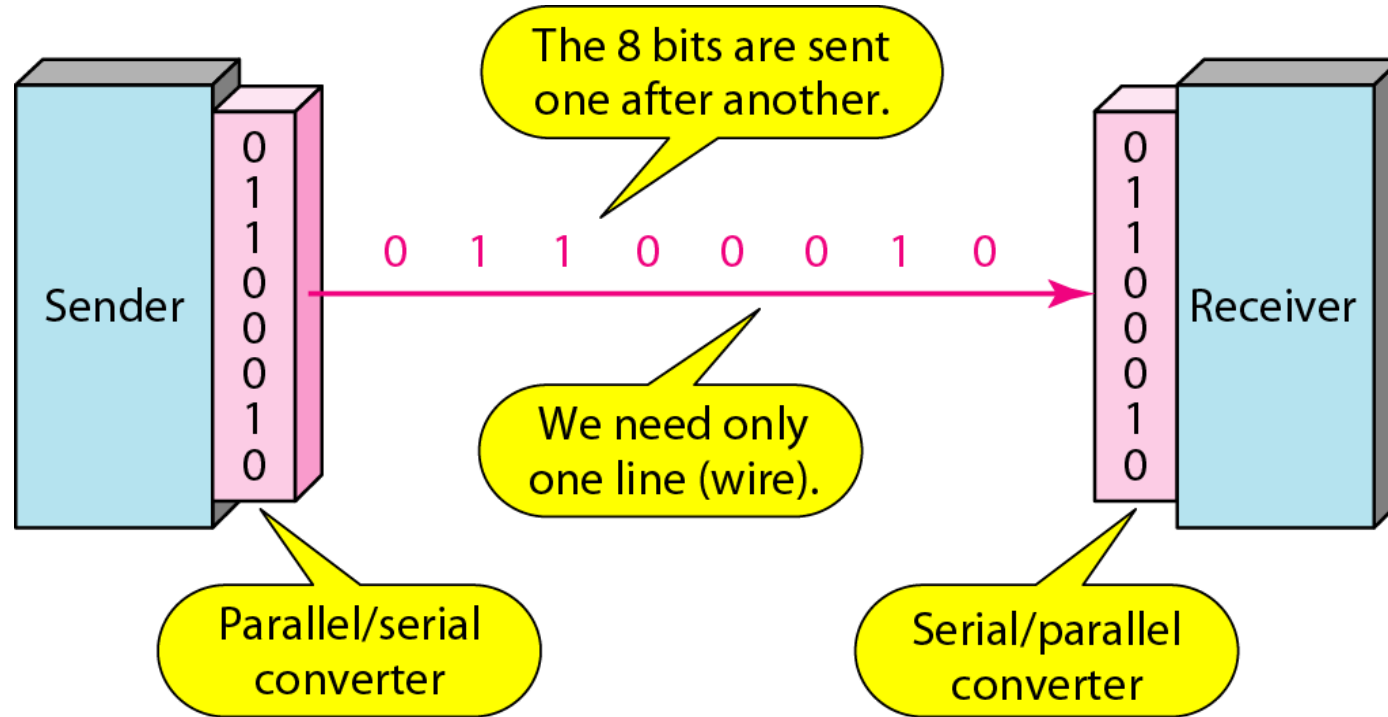 The 8 bits are sent
one after another.
0
1
1
0
0
0
1
0
Sender
0 1 1 0 0 0 1 0
0
1
1
0
0
0
1
0
Receiver
We need only
one line (wire).
Parallel/serial
converter
Serial/parallel
converter